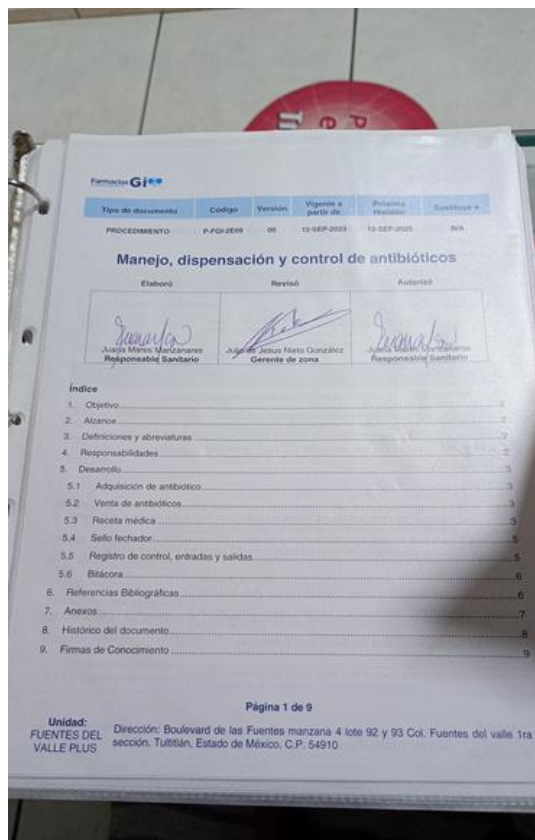 Farmacias Gi
Tipo de documento Código Versión Vigente a partir de Próxima revisión Sustituye a
PROCEDIMIENTO P-FGI-2E09 00 12-SEP-2023 12-SEP-2025 N/A
Manejo, dispensación y control de antibióticos
Elaboró Revisó Autorizó
Juana Mares Manzanares Jesus Nieto González Juana
Responsable Sanitario Gerente de zona Responsable Sanitario
Índice
1. Objetivo 2
2. Alcance 2
3. Definiciones y abreviaturas 2
4. Responsabilidades 2
5. Desarrollo 3
5.1 Adquisición de antibiótico 3
5.2 Venta de antibióticos 3
5.3 Receta médica 3
5.4 Sello fechador 5
5.5 Registro de control, entradas y salidas 5
5.6 Bitácora 6
6. Referencias Bibliográficas 6
7. Anexos 7
8. Histórico del documento 8
9. Firmas de Conocimiento 9
Página 1 de 9
Unidad:
FUENTES DEL VALLE PLUS
Dirección: Boulevard de las Fuentes manzana 4 lote 92 y 93 Col. Fuentes del valle 1ra
sección, Tultitlán, Estado de México. C.P. 54910